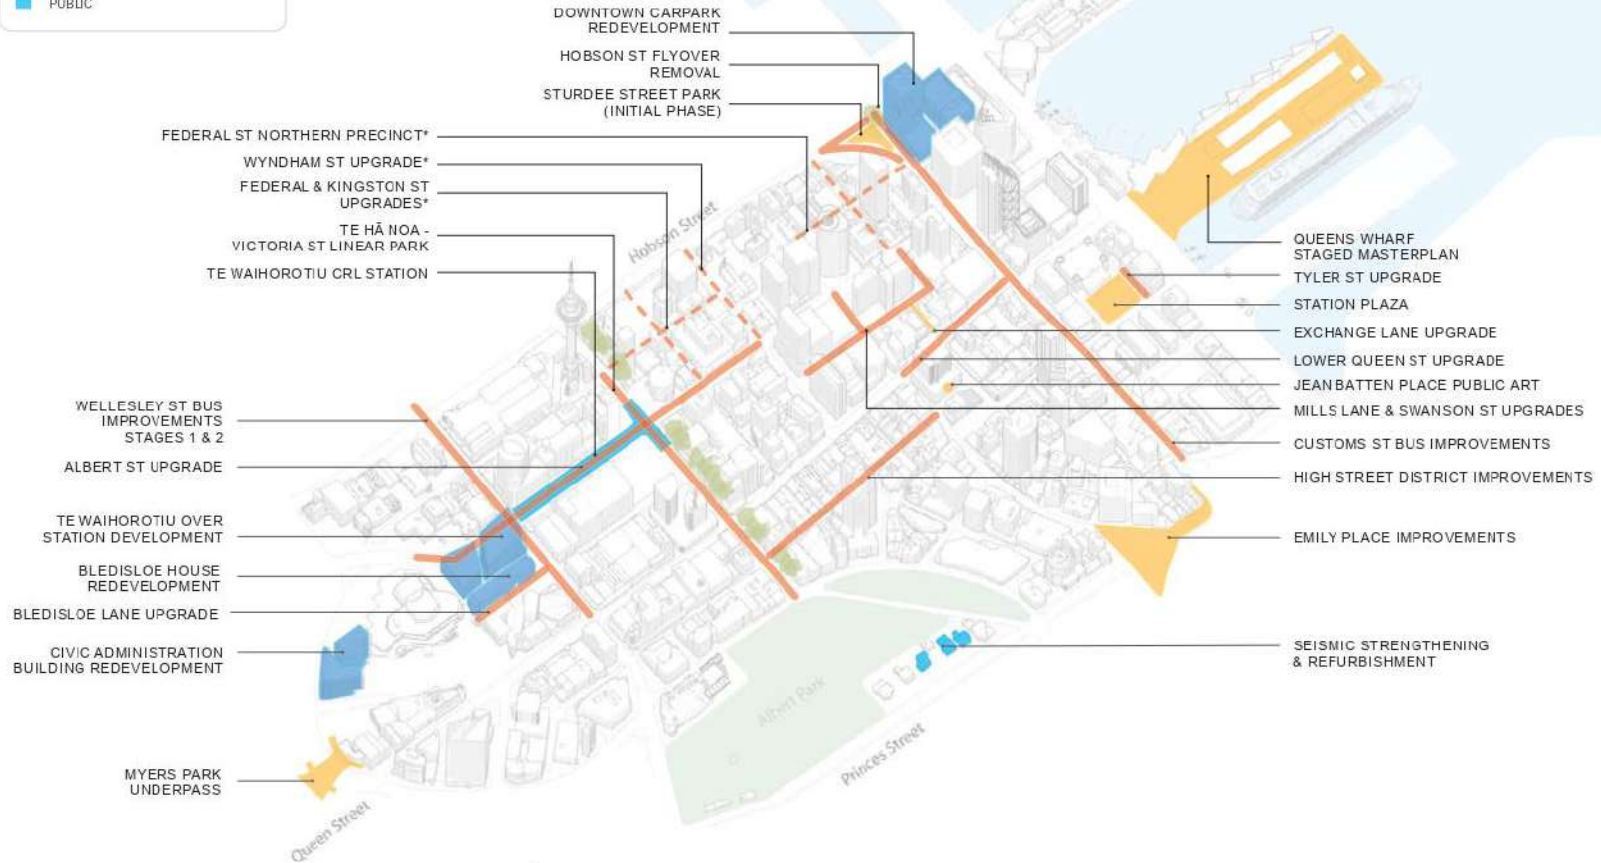 PUBLIC
DOWNTOWN CARPARK
REDEVELOPMENT
HOBSON ST FLYOVER
REMOVAL
STURDEE STREET PARK
(INITIAL PHASE)
FEDERAL ST NORTHERN PRECINCT*
WYNDHAM ST UPGRADE*
FEDERAL & KINGSTON ST
UPGRADES*
TE HĀ NOA -
VICTORIA ST LINEAR PARK
TE WAIHOROTIU CRL STATION
WELLESLEY ST BUS
IMPROVEMENTS
STAGES 1 & 2
ALBERT ST UPGRADE
TE WAIHOROTIU OVER
STATION DEVELOPMENT
BLEDISLOE HOUSE
REDEVELOPMENT
BLEDISLOE LANE UPGRADE
CIVIC ADMINISTRATION
BUILDING REDEVELOPMENT
MYERS PARK
UNDERPASS
Hobson Street
Queen Street
Albert Park
Princes Street
QUEENS WHARF
STAGED MASTERPLAN
TYLER ST UPGRADE
STATION PLAZA
EXCHANGE LANE UPGRADE
LOWER QUEEN ST UPGRADE
JEAN BATTEN PLACE PUBLIC ART
MILLS LANE & SWANSON ST UPGRADES
CUSTOMS ST BUS IMPROVEMENTS
HIGH STREET DISTRICT IMPROVEMENTS
EMILY PLACE IMPROVEMENTS
SEISMIC STRENGTHENING
& REFURBISHMENT